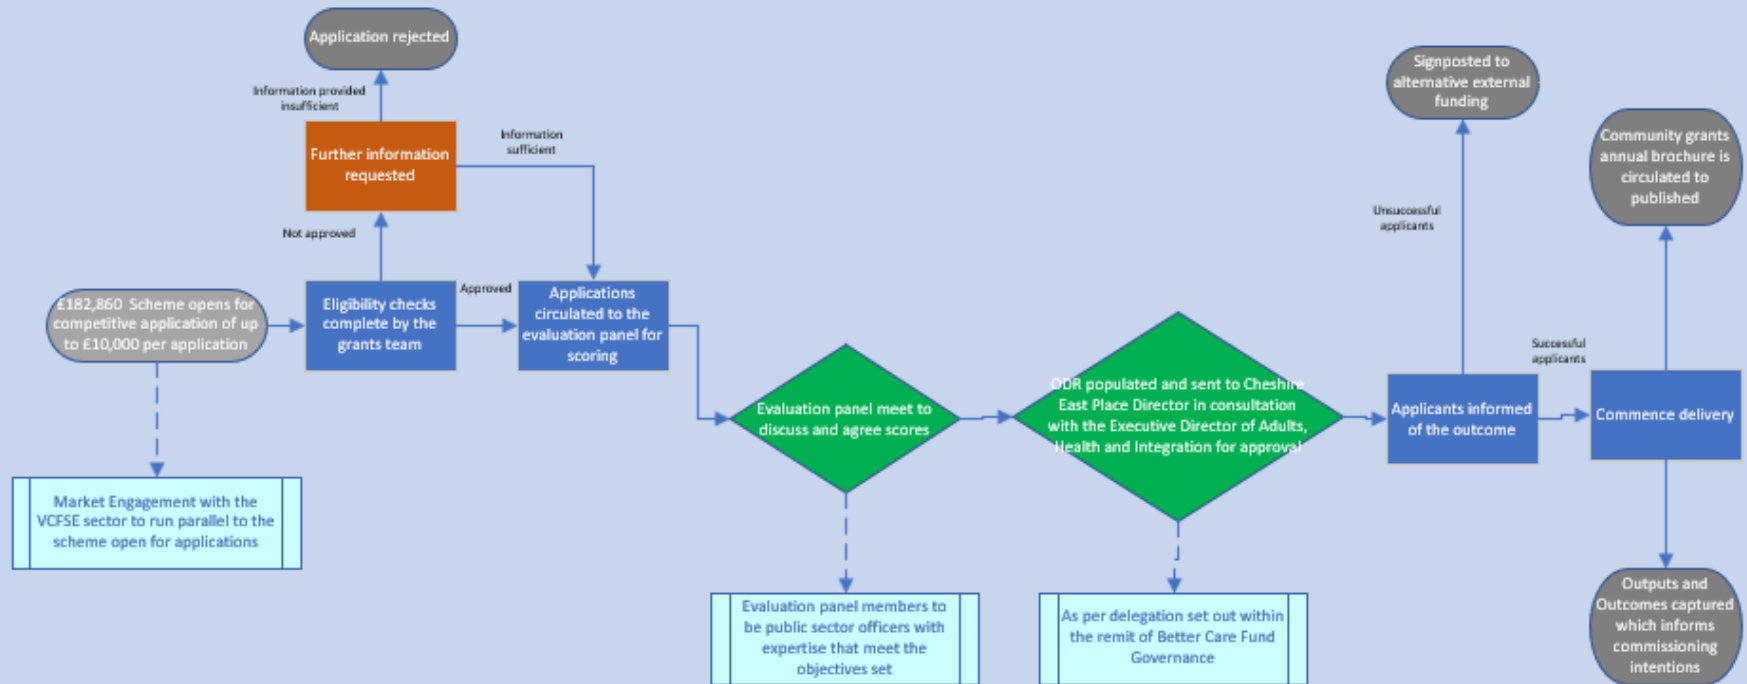 Application rejected
Information provided
insufficient
Further information
requested
Information
sufficient
Not approved
£182,860 Scheme opens for
competitive application of up
to £10,000 per application
Eligibility checks
complete by the
grants team
Approved
Applications
circulated to the
evaluation panel for
scoring
Market Engagement with the
VCFSE sector to run parallel to the
scheme open for applications
Evaluation panel meet to
discuss and agree scores
Evaluation panel members to
be public sector officers with
expertise that meet the
objectives set
ODR populated and sent to Cheshire
East Place Director in consultation
with the Executive Director of Adults,
Health and Integration for approval
As per delegation set out within
the remit of Better Care Fund
Governance
Applicants informed
of the outcome
Unsuccessful
applicants
Signposted to
alternative external
funding
Successful
applicants
Commence delivery
Community grants
annual brochure is
circulated to
published
Outputs and
Outcomes captured
which informs
commissioning
intentions